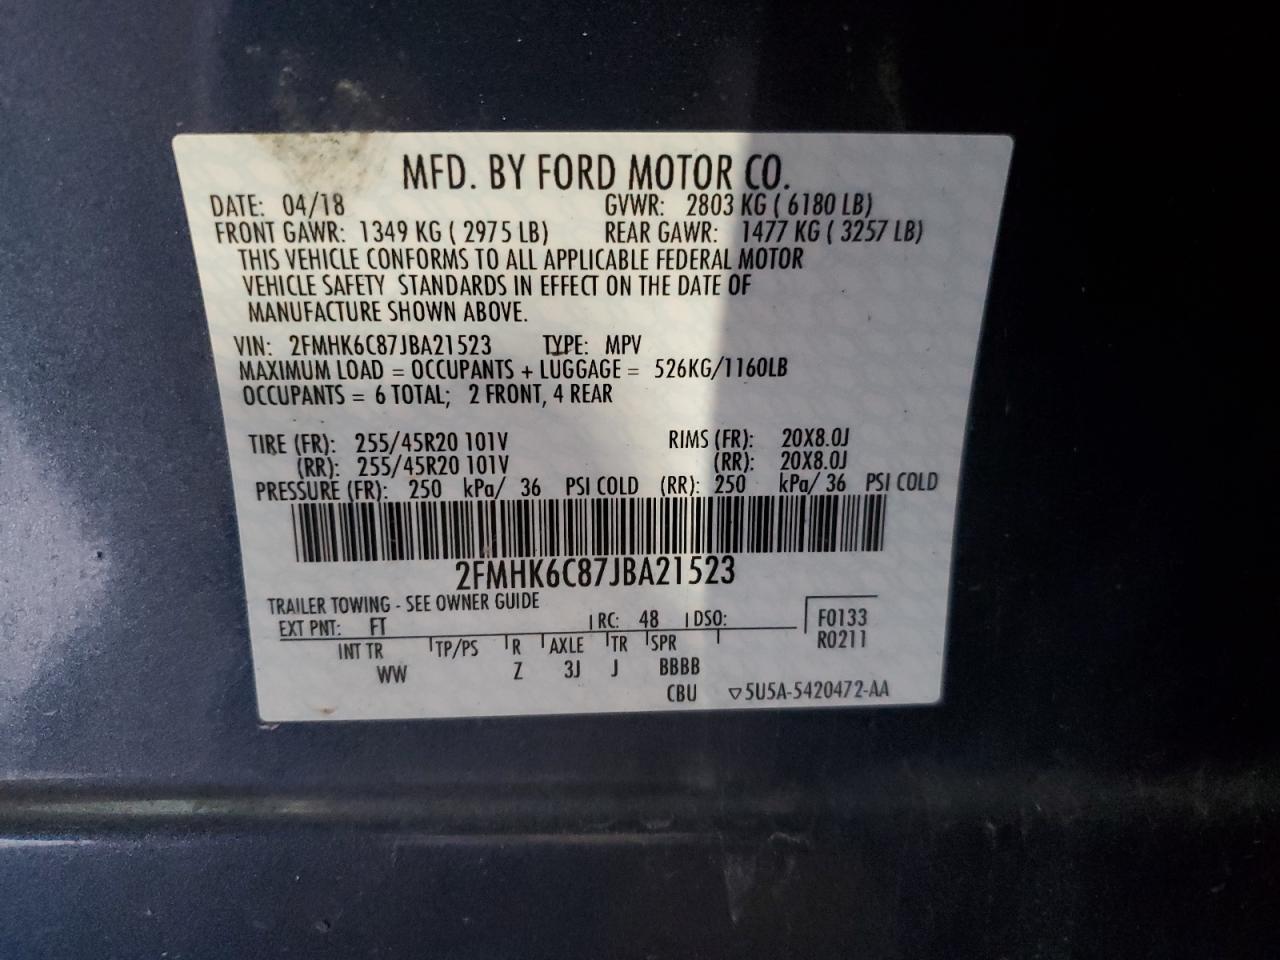 MFD. BY FORD MOTOR CO.
DATE: 04/18 GVWR: 2803 KG ( 6180 LB)
FRONT GAWR: 1349 KG ( 2975 LB) REAR GAWR: 1477 KG ( 3257 LB)
THIS VEHICLE CONFORMS TO ALL APPLICABLE FEDERAL MOTOR
VEHICLE SAFETY STANDARDS IN EFFECT ON THE DATE OF
MANUFACTURE SHOWN ABOVE.
VIN: 2FMHK6C87JBA21523 TYPE: MPV
MAXIMUM LOAD = OCCUPANTS + LUGGAGE = 526KG/1160LB
OCCUPANTS = 6 TOTAL; 2 FRONT, 4 REAR
TIRE (FR): 255/45R20 101V RIMS (FR): 20X8.0J
(RR): 255/45R20 101V (RR): 20X8.0J
PRESSURE (FR): 250 kPa/ 36 PSI COLD (RR): 250 kPa/ 36 PSI COLD
2FMHK6C87JBA21523
TRAILER TOWING - SEE OWNER GUIDE
EXT PNT: FT RC: 48 DSO: F0133
R0211
INT TR TP/PS R AXLE TR SPR
WW Z 3J J BBBB
CBU ▽5U5A-5420472-AA